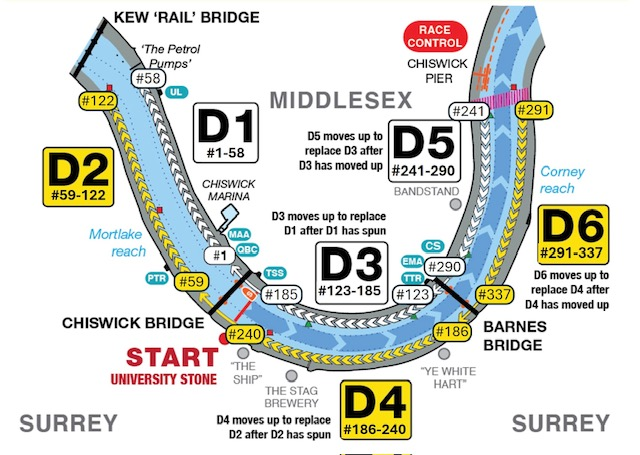 KEW ‘RAIL’ BRIDGE
‘The Petrol
Pumps’
#58
UL
#122
RACE
CONTROL
CHISWICK
PIER
MIDDLESEX
#241
#291
D1
#1-58
D5 moves up to
replace D3 after
D3 has moved up
D5
#241-290
BANDSTAND
D2
#59-122
CHISWICK
MARINA
Corney
reach
D3 moves up to replace
D1 after D1 has spun
D6
#291-337
Mortlake
reach
MAA
QBC
#1
CS
EMA
#290
TTR
D3
#123-185
D6 moves up to
replace D4 after
D4 has moved up
PTR
#59
TSS
#185
#123
#337
CHISWICK BRIDGE
#240
#186
BARNES
BRIDGE
START
UNIVERSITY STONE
"THE
SHIP"
THE STAG
BREWERY
"YE WHITE
HART"
D4
#186-240
D4 moves up to replace
D2 after D2 has spun
SURREY
SURREY